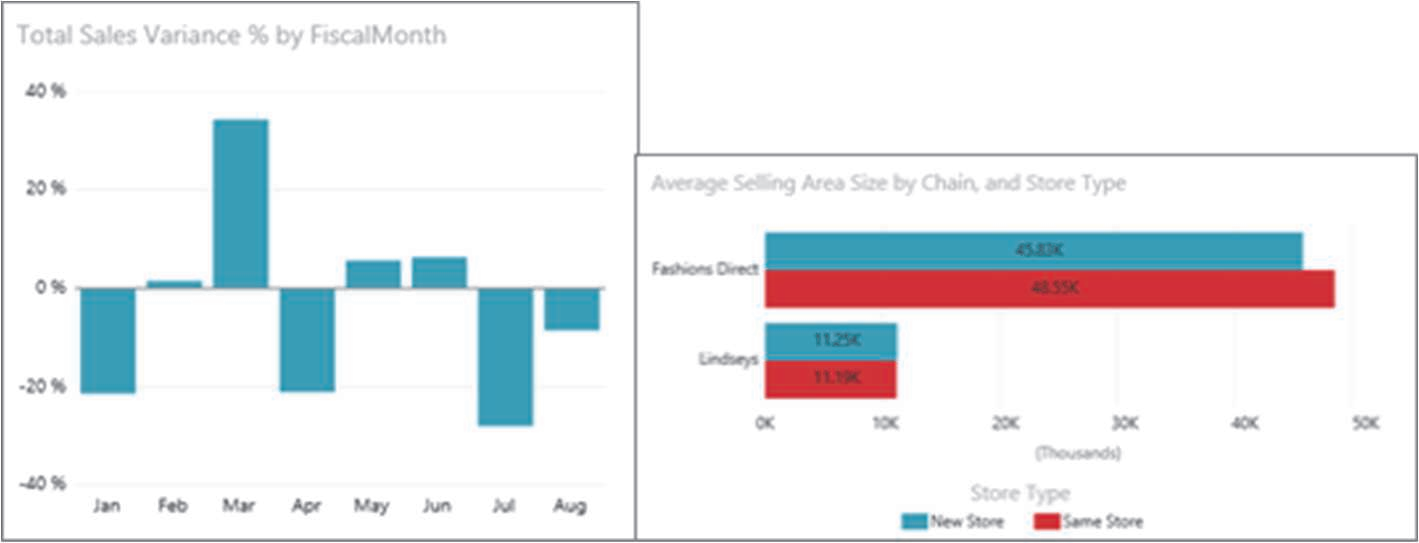 Total Sales Variance % by FiscalMonth
40 %
20 %
0 %
-20 %
-40 %
Jan Feb Mar Apr May Jun Jul Aug
Average Selling Area Size by Chain, and Store Type
Fashions Direct
45.83K
48.55K
Lindseys
11.25K
11.19K
0K 10K 20K 30K 40K 50K
(Thousands)
Store Type
New Store Same Store